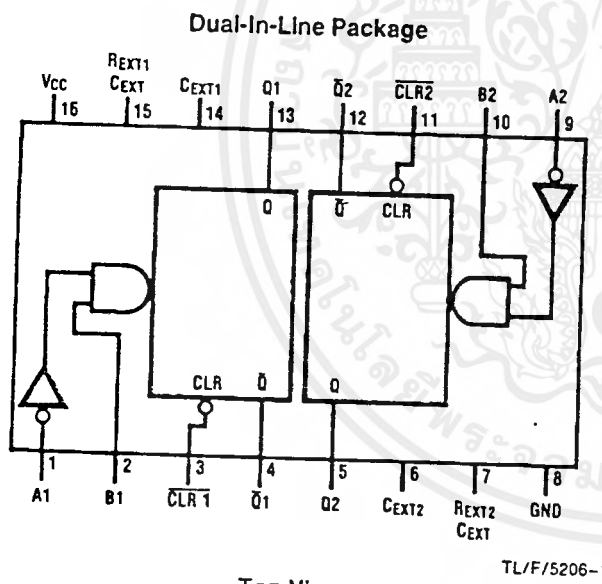 Dual-In-Line Package
VCC
REXT1
CEXT
CEXT1
Q1
Q̄2
C̅L̅R̅2̅
B2
A2
16
15
14
13
12
11
10
9
Q
Q̄
CLR
CLR
Q̄
Q
1
2
3
4
5
6
7
8
A1
B1
C̅L̅R̅ ̅1̅
Q̄1
Q2
CEXT2
REXT2
CEXT
GND
TL/F/5206-